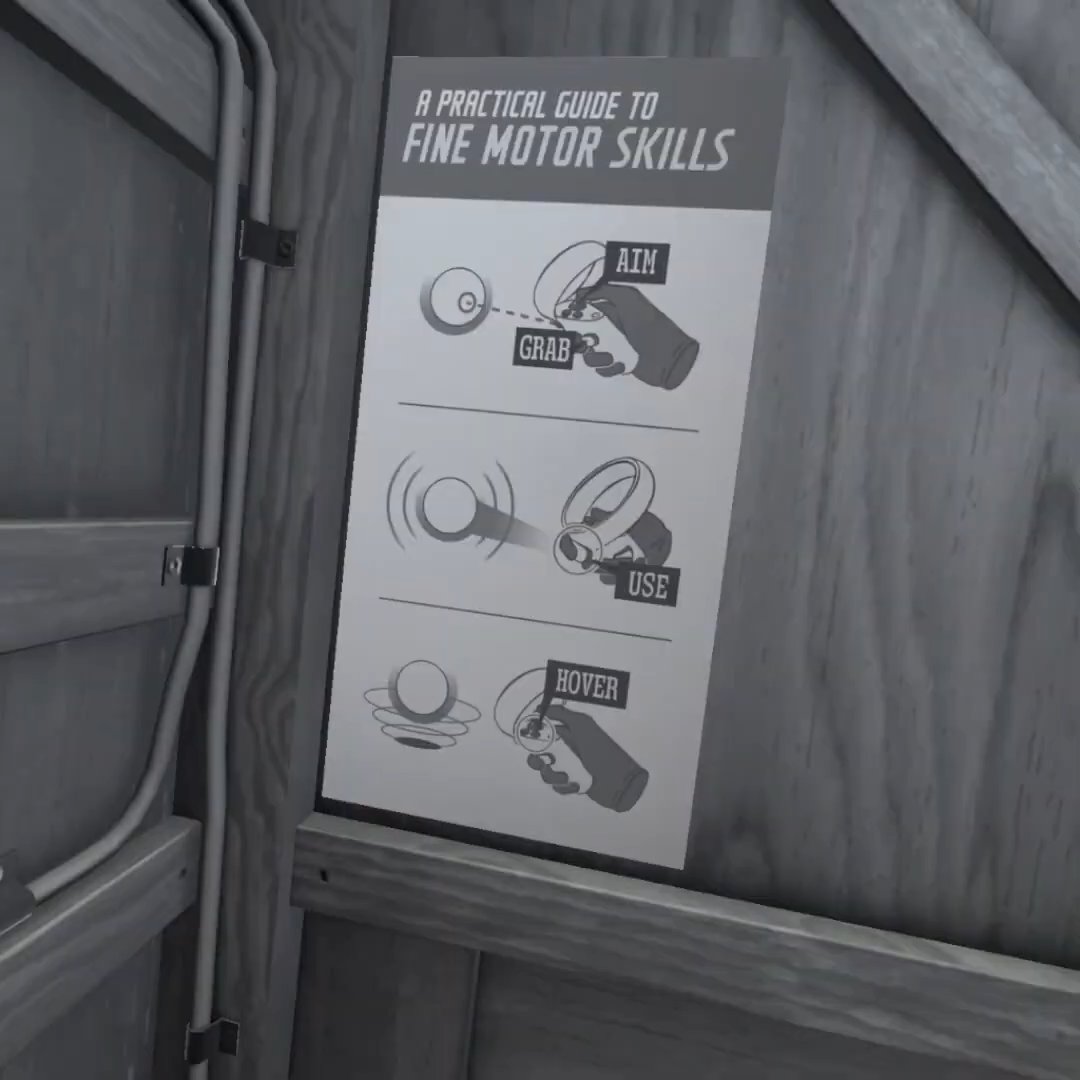 A PRACTICAL GUIDE TO
FINE MOTOR SKILLS
AIM
GRAB
USE
HOVER